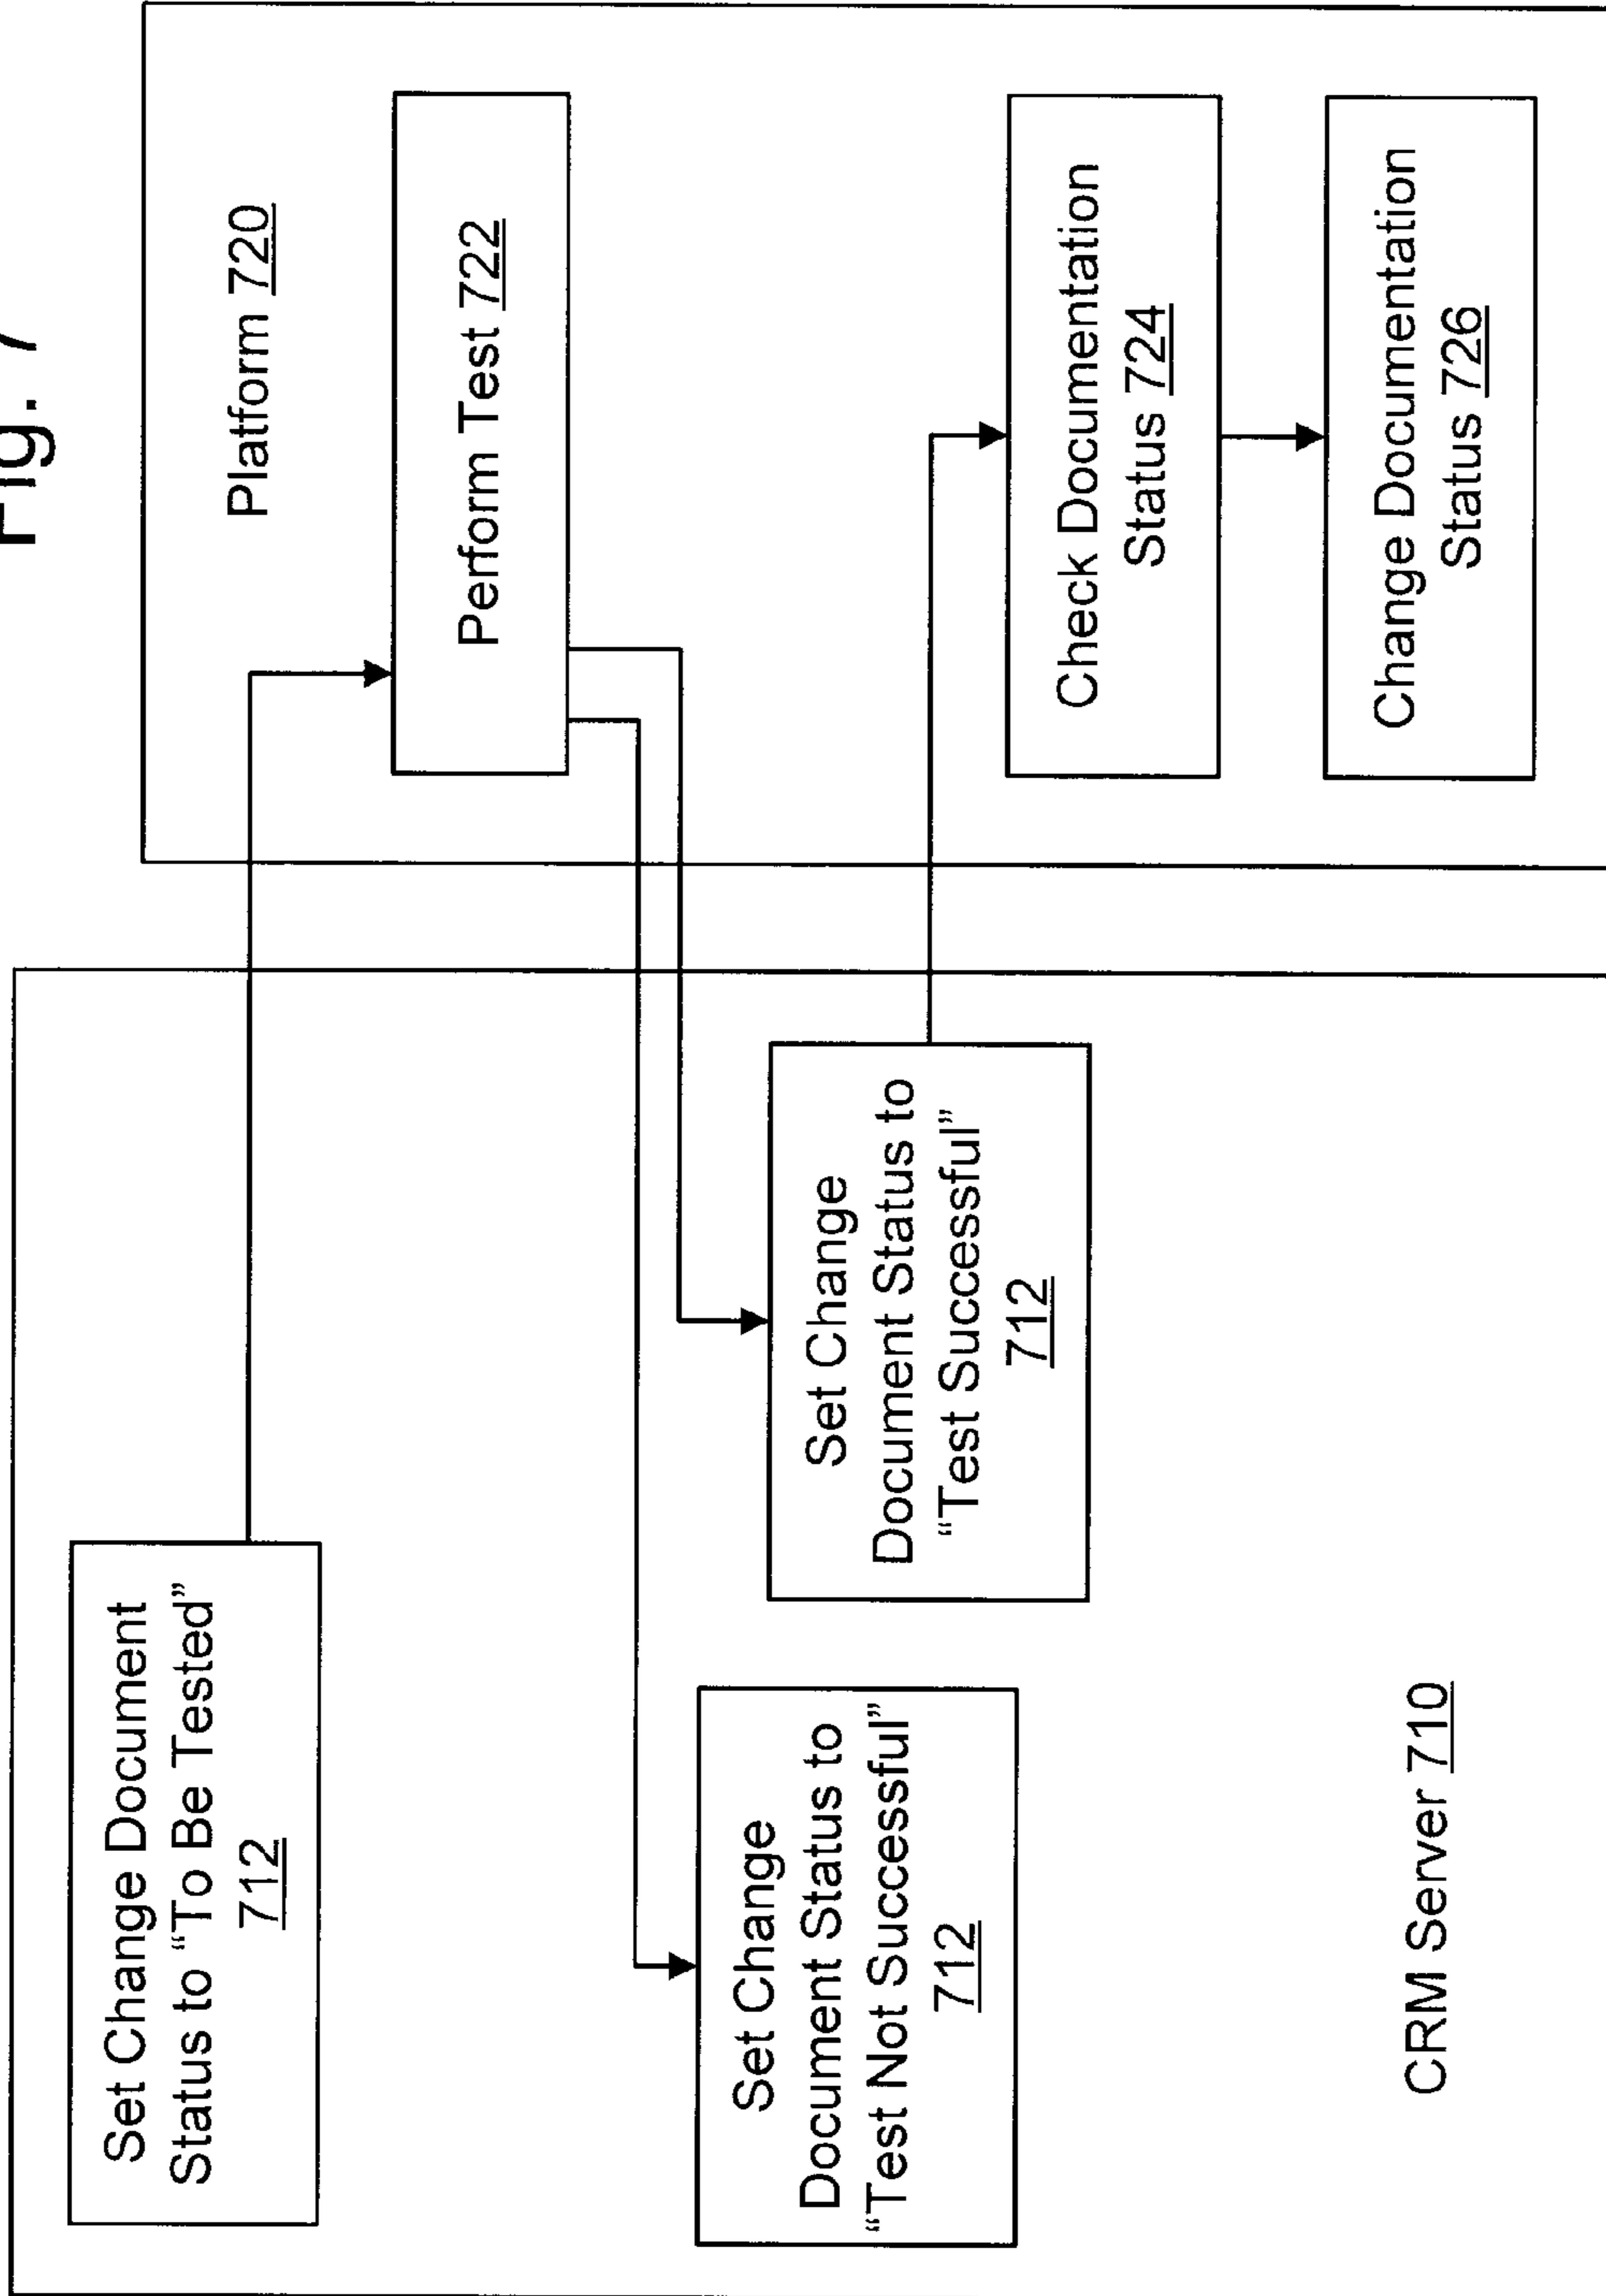 Fig. 7
Platform 720
Set Change Document
Status to “To Be Tested”
712
Perform Test 722
Set Change
Document Status to
“Test Not Successful”
712
Set Change
Document Status to
“Test Successful”
712
Check Documentation
Status 724
Change Documentation
Status 726
CRM Server 710